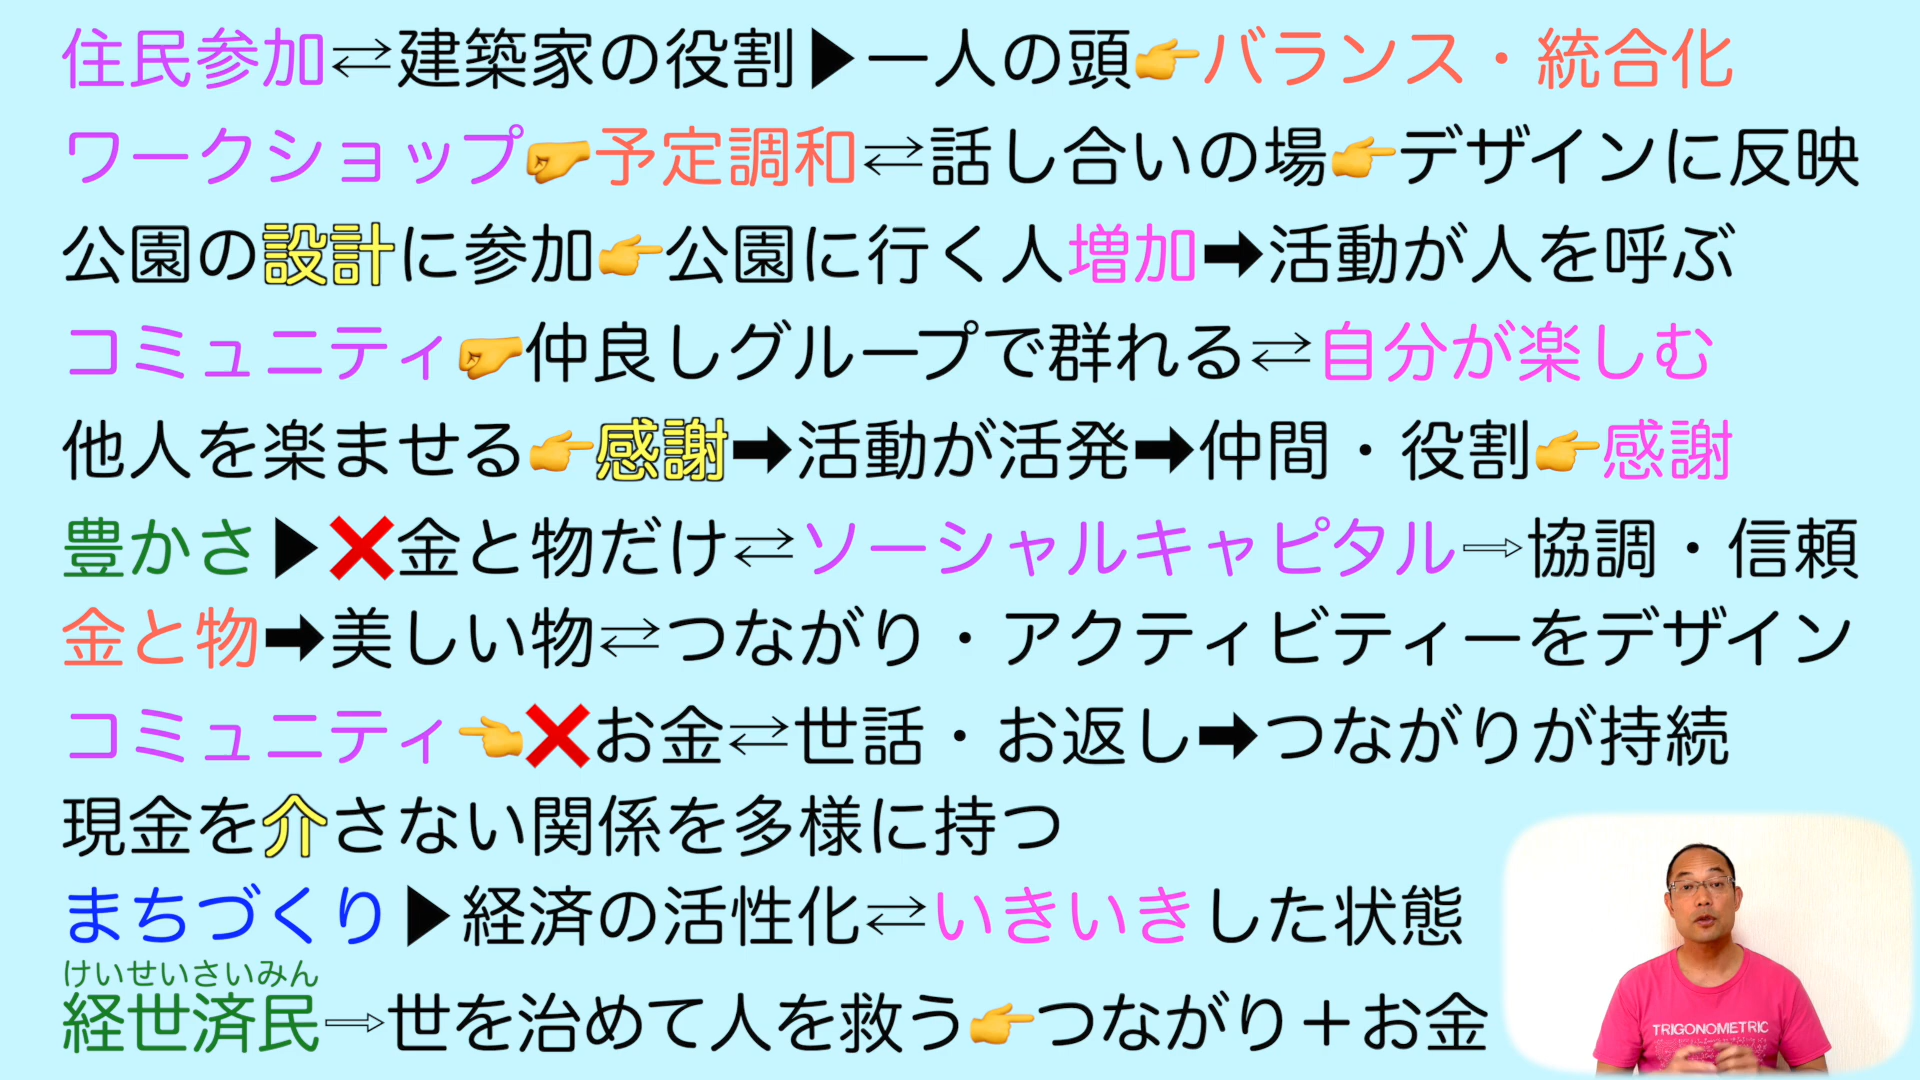 住民参加⇄建築家の役割▶一人の頭👉バランス・統合化
ワークショップ🤛予定調和⇄話し合いの場👉デザインに反映
公園の設計に参加👉公園に行く人増加➡活動が人を呼ぶ
コミュニティ🤛仲良しグループで群れる⇄自分が楽しむ
他人を楽ませる👉感謝➡活動が活発➡仲間・役割👉感謝
豊かさ▶❌金と物だけ⇄ソーシャルキャピタル⇨協調・信頼
金と物➡美しい物⇄つながり・アクティビティーをデザイン
コミュニティ👈❌お金⇄世話・お返し➡つながりが持続
現金を介さない関係を多様に持つ
まちづくり▶経済の活性化⇄いきいきした状態
けいせいさいみん
経世済民⇨世を治めて人を救う👉つながり＋お金
TRIGONOMETRIC